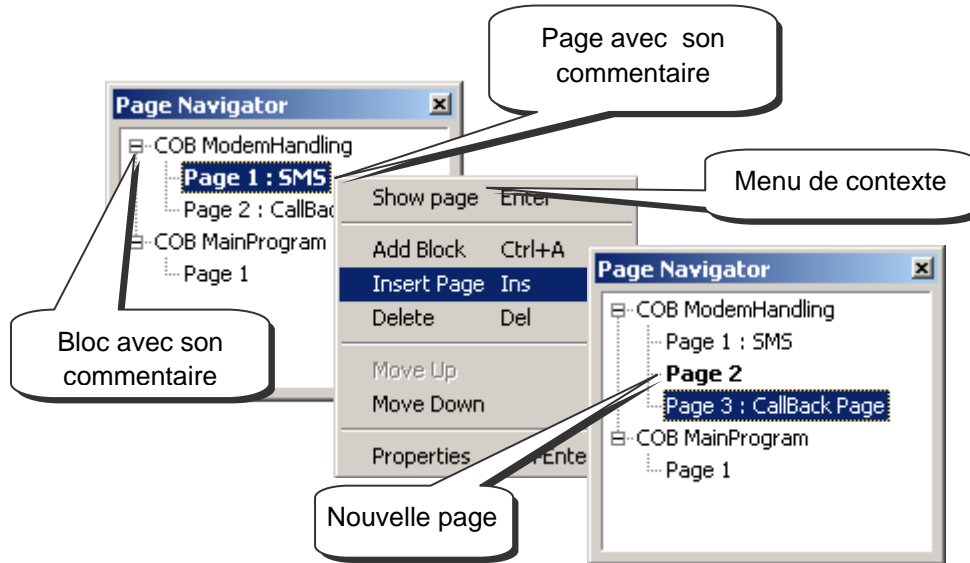 Page avec son
commentaire
Page Navigator
COB ModemHandling
Page 1 : SMS
Page 2 :
COB MainProgram
Page 1
Show page Enter
Add Block Ctrl+A
Insert Page Ins
Delete Del
Move Up
Move Down
Properties
Menu de contexte
Bloc avec son
commentaire
Nouvelle page
Page Navigator
COB ModemHandling
Page 1 : SMS
Page 2
Page 3 : CallBack Page
COB MainProgram
Page 1